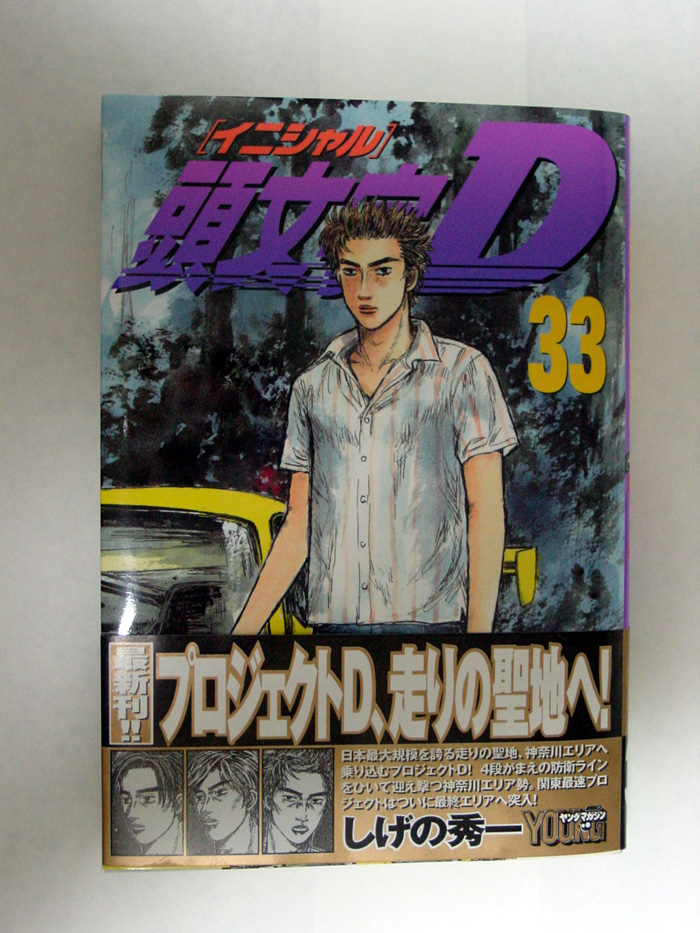 [イニシャル]
頭文字D
33
最新刊!!
プロジェクトD、走りの聖地へ!
日本最大規模を誇る走りの聖地、神奈川エリアへ
乗り込むプロジェクトD! 4段がまえの防衛ライン
をひいて迎え撃つ神奈川エリア勢。関東最速プロ
ジェクトはついに最終エリアへ突入!
しげの秀一
YOUNG
ヤングマガジン